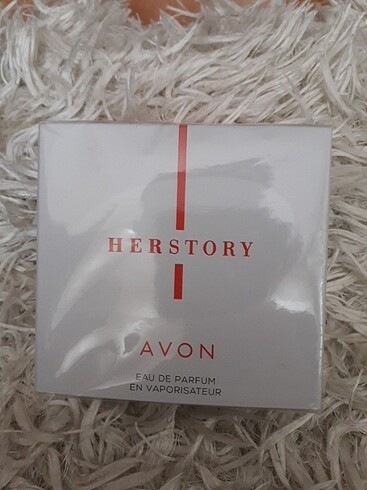 HERSTORY
AVON
EAU DE PARFUM
EN VAPORISATEUR